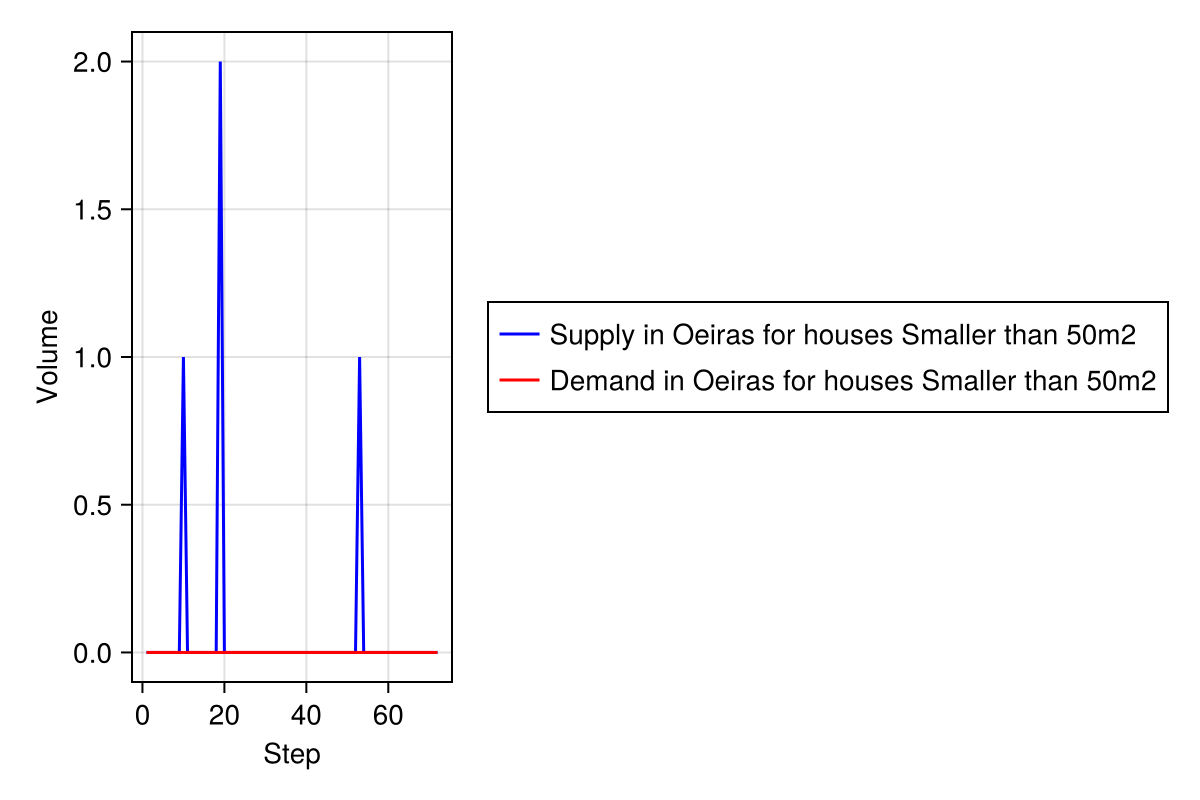 2.0
1.5
1.0
0.5
0.0
Volume
0 20 40 60
Step
Supply in Oeiras for houses Smaller than 50m2
Demand in Oeiras for houses Smaller than 50m2